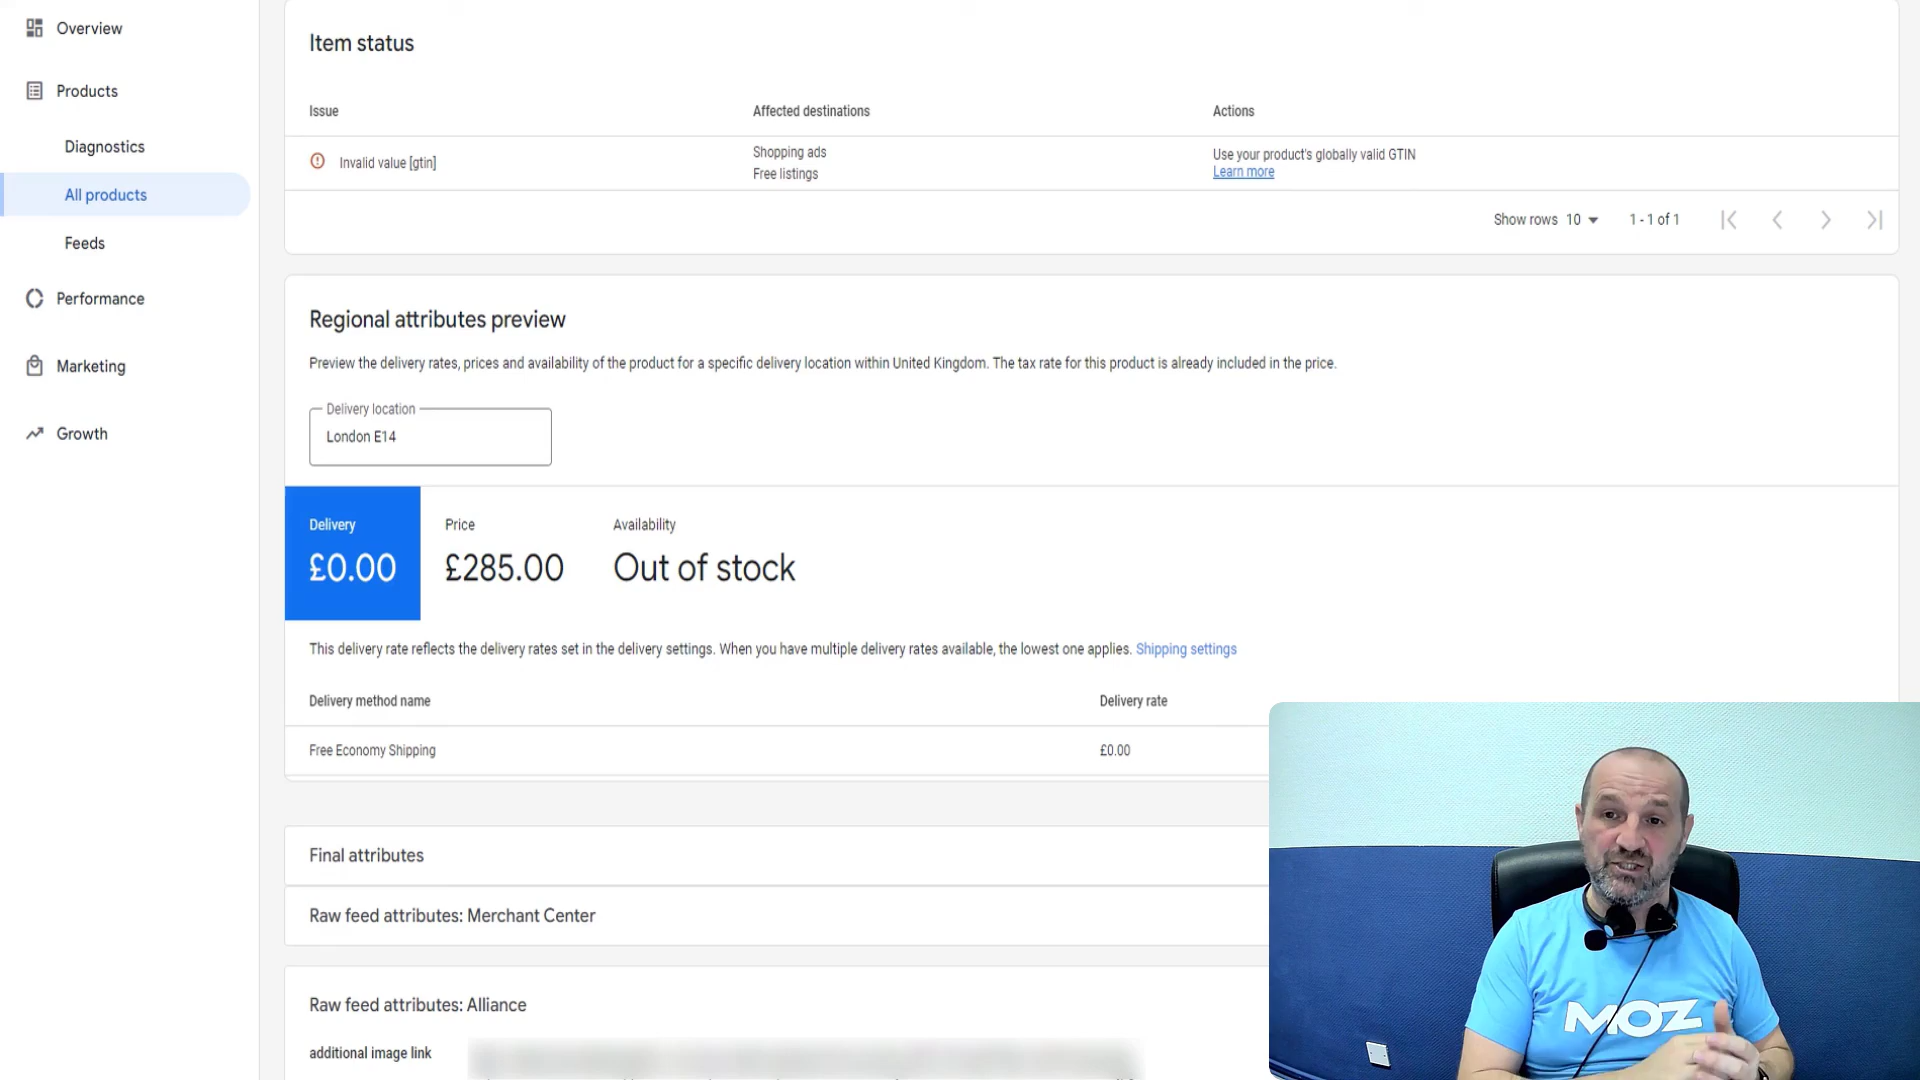 Overview
Products
Diagnostics
All products
Feeds
Performance
Marketing
Growth
Item status
Issue Affected destinations Actions
Invalid value [gtin]
Shopping ads
Free listings
Use your product's globally valid GTIN
Learn more
Show rows 10 1 - 1 of 1
Regional attributes preview
Preview the delivery rates, prices and availability of the product for a specific delivery location within United Kingdom. The tax rate for this product is already included in the price.
Delivery location
London E14
Delivery Price Availability
£0.00 £285.00 Out of stock
This delivery rate reflects the delivery rates set in the delivery settings. When you have multiple delivery rates available, the lowest one applies. Shipping settings
Delivery method name Delivery rate
Free Economy Shipping £0.00
Final attributes
Raw feed attributes: Merchant Center
Raw feed attributes: Alliance
additional image link
MOZ